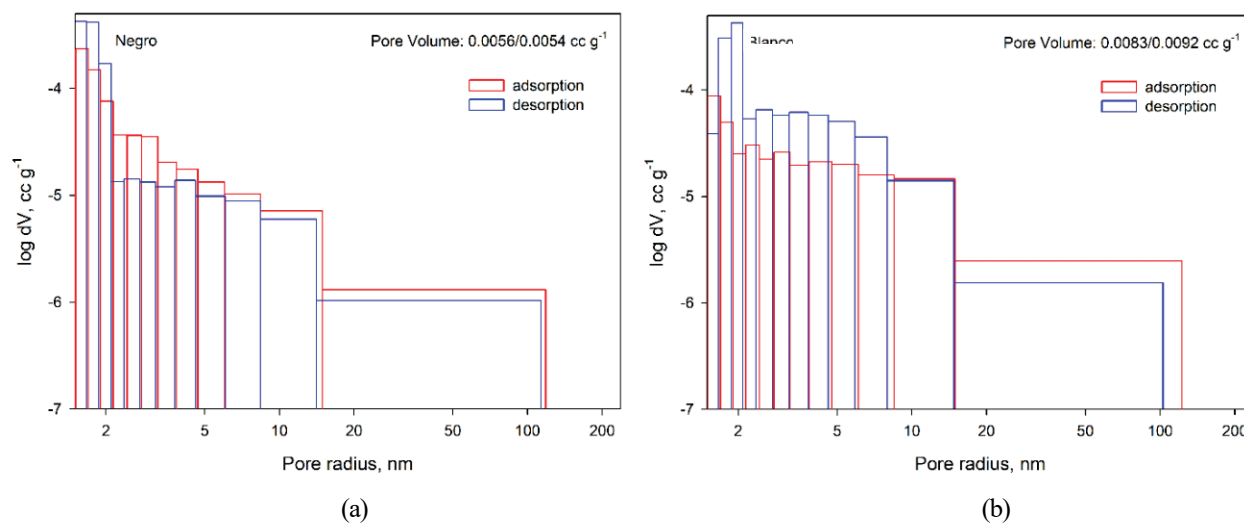 Negro
Pore Volume: 0.0056/0.0054 cc g⁻¹
adsorption
desorption
-4
-5
-6
-7
log dV, cc g⁻¹
2 5 10 20 50 100 200
Pore radius, nm
(a)
Blanco
Pore Volume: 0.0083/0.0092 cc g⁻¹
adsorption
desorption
-4
-5
-6
-7
log dV, cc g⁻¹
2 5 10 20 50 100 200
Pore radius, nm
(b)